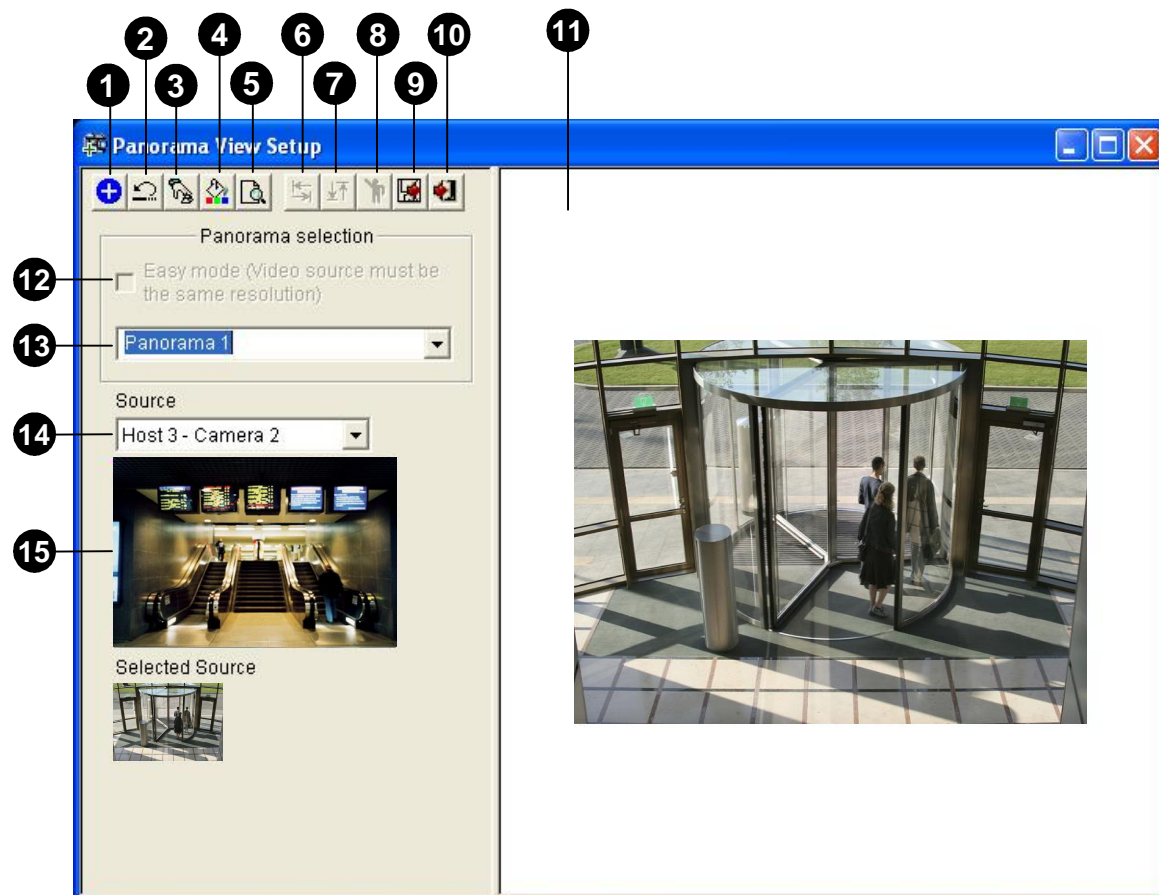 2
4
6
8
10
11
1
3
5
7
9
Panorama View Setup
Panorama selection
12
Easy mode (Video source must be
the same resolution)
13
Panorama 1
Source
14
Host 3 - Camera 2
15
Selected Source